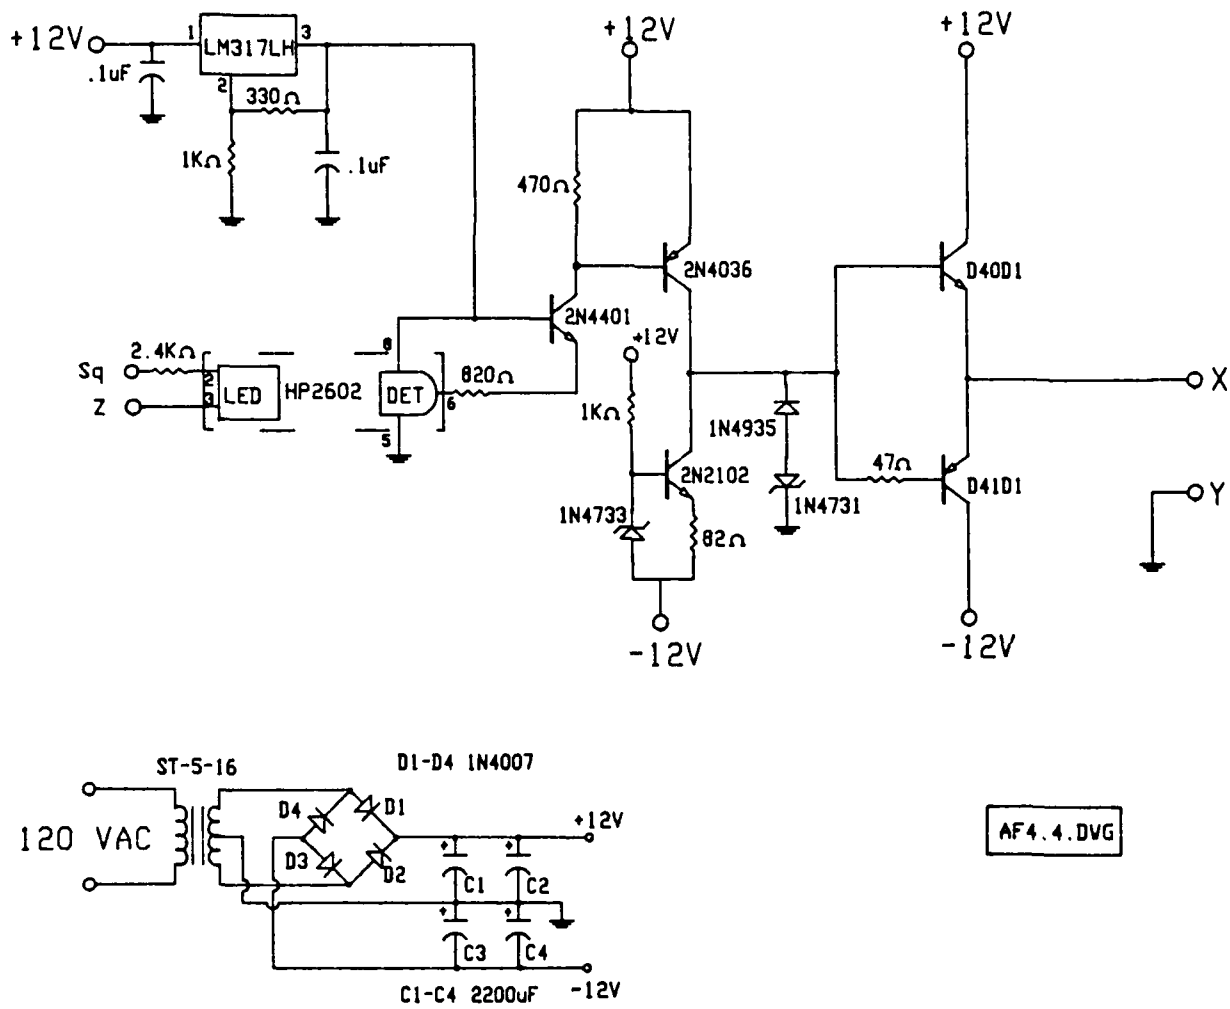 +12V
1
LM317LH
3
2
.1uF
330Ω
1KΩ
.1uF
+12V
470Ω
2N4036
2N4401
+12V
D40D1
+12V
Sq
2.4KΩ
2
LED
HP2602
8
DET
820Ω
6
Z
3
5
1KΩ
2N2102
1N4733
82Ω
-12V
1N4935
1N4731
47Ω
D41D1
X
Y
-12V
ST-5-16
D1-D4 1N4007
120 VAC
D4
D1
D3
D2
+12V
+
C1
+
C2
+
C3
+
C4
C1-C4 2200uF
-12V
AF4.4.DWG